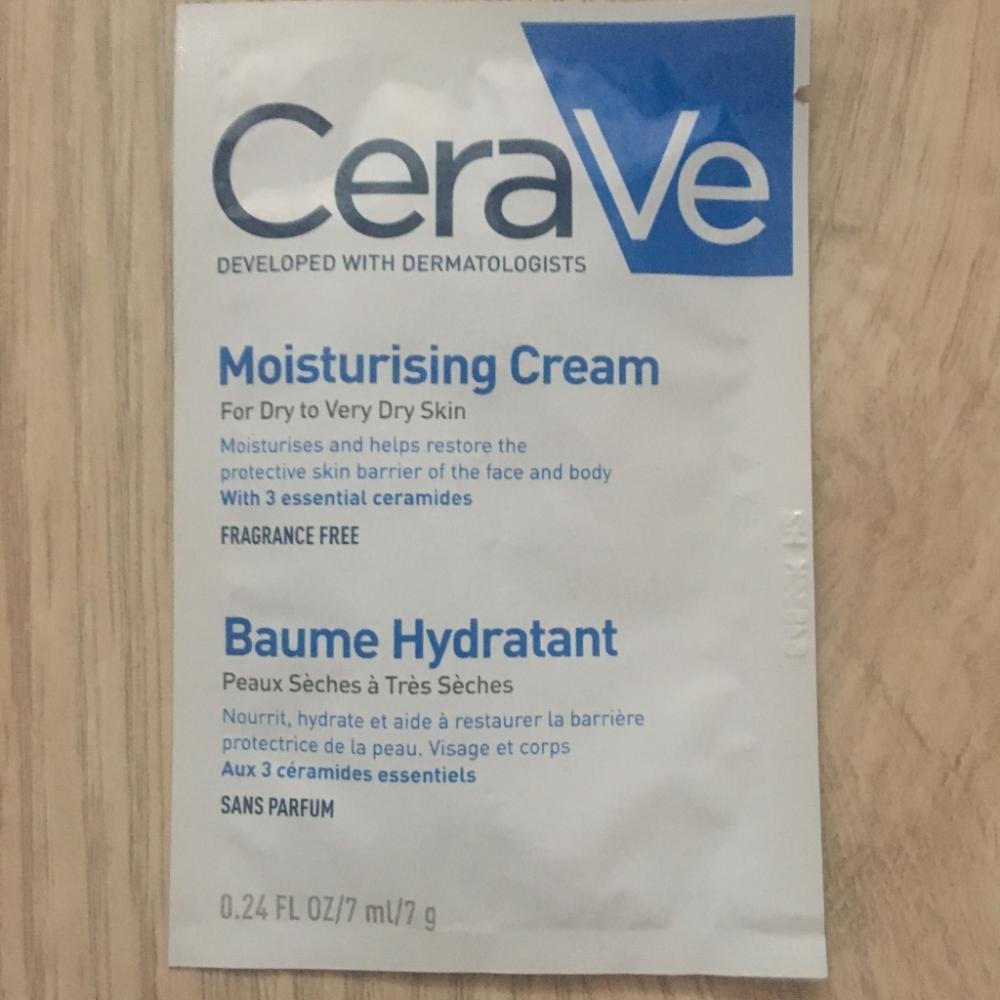 CeraVe
DEVELOPED WITH DERMATOLOGISTS
Moisturising Cream
For Dry to Very Dry Skin
Moisturises and helps restore the
protective skin barrier of the face and body
With 3 essential ceramides
FRAGRANCE FREE
Baume Hydratant
Peaux Sèches à Très Sèches
Nourrit, hydrate et aide à restaurer la barrière
protectrice de la peau. Visage et corps
Aux 3 céramides essentiels
SANS PARFUM
0.24 FL OZ/7 ml/7 g